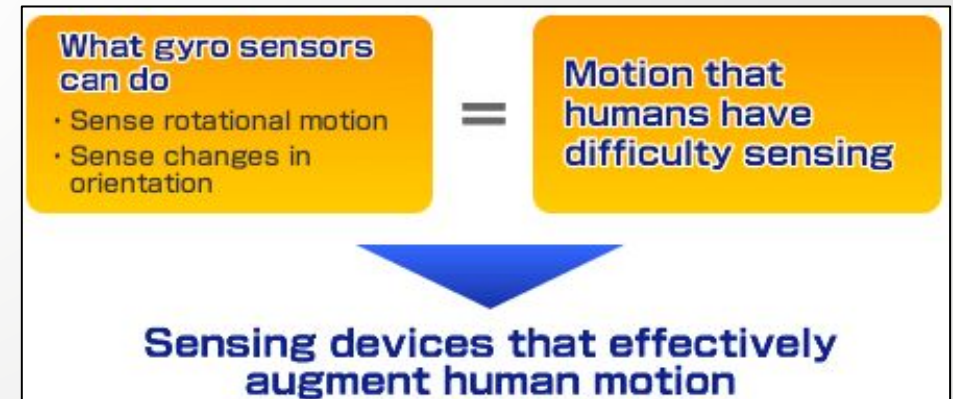 What gyro sensors
can do
・Sense rotational motion
・Sense changes in
orientation
=
Motion that
humans have
difficulty sensing
Sensing devices that effectively
augment human motion